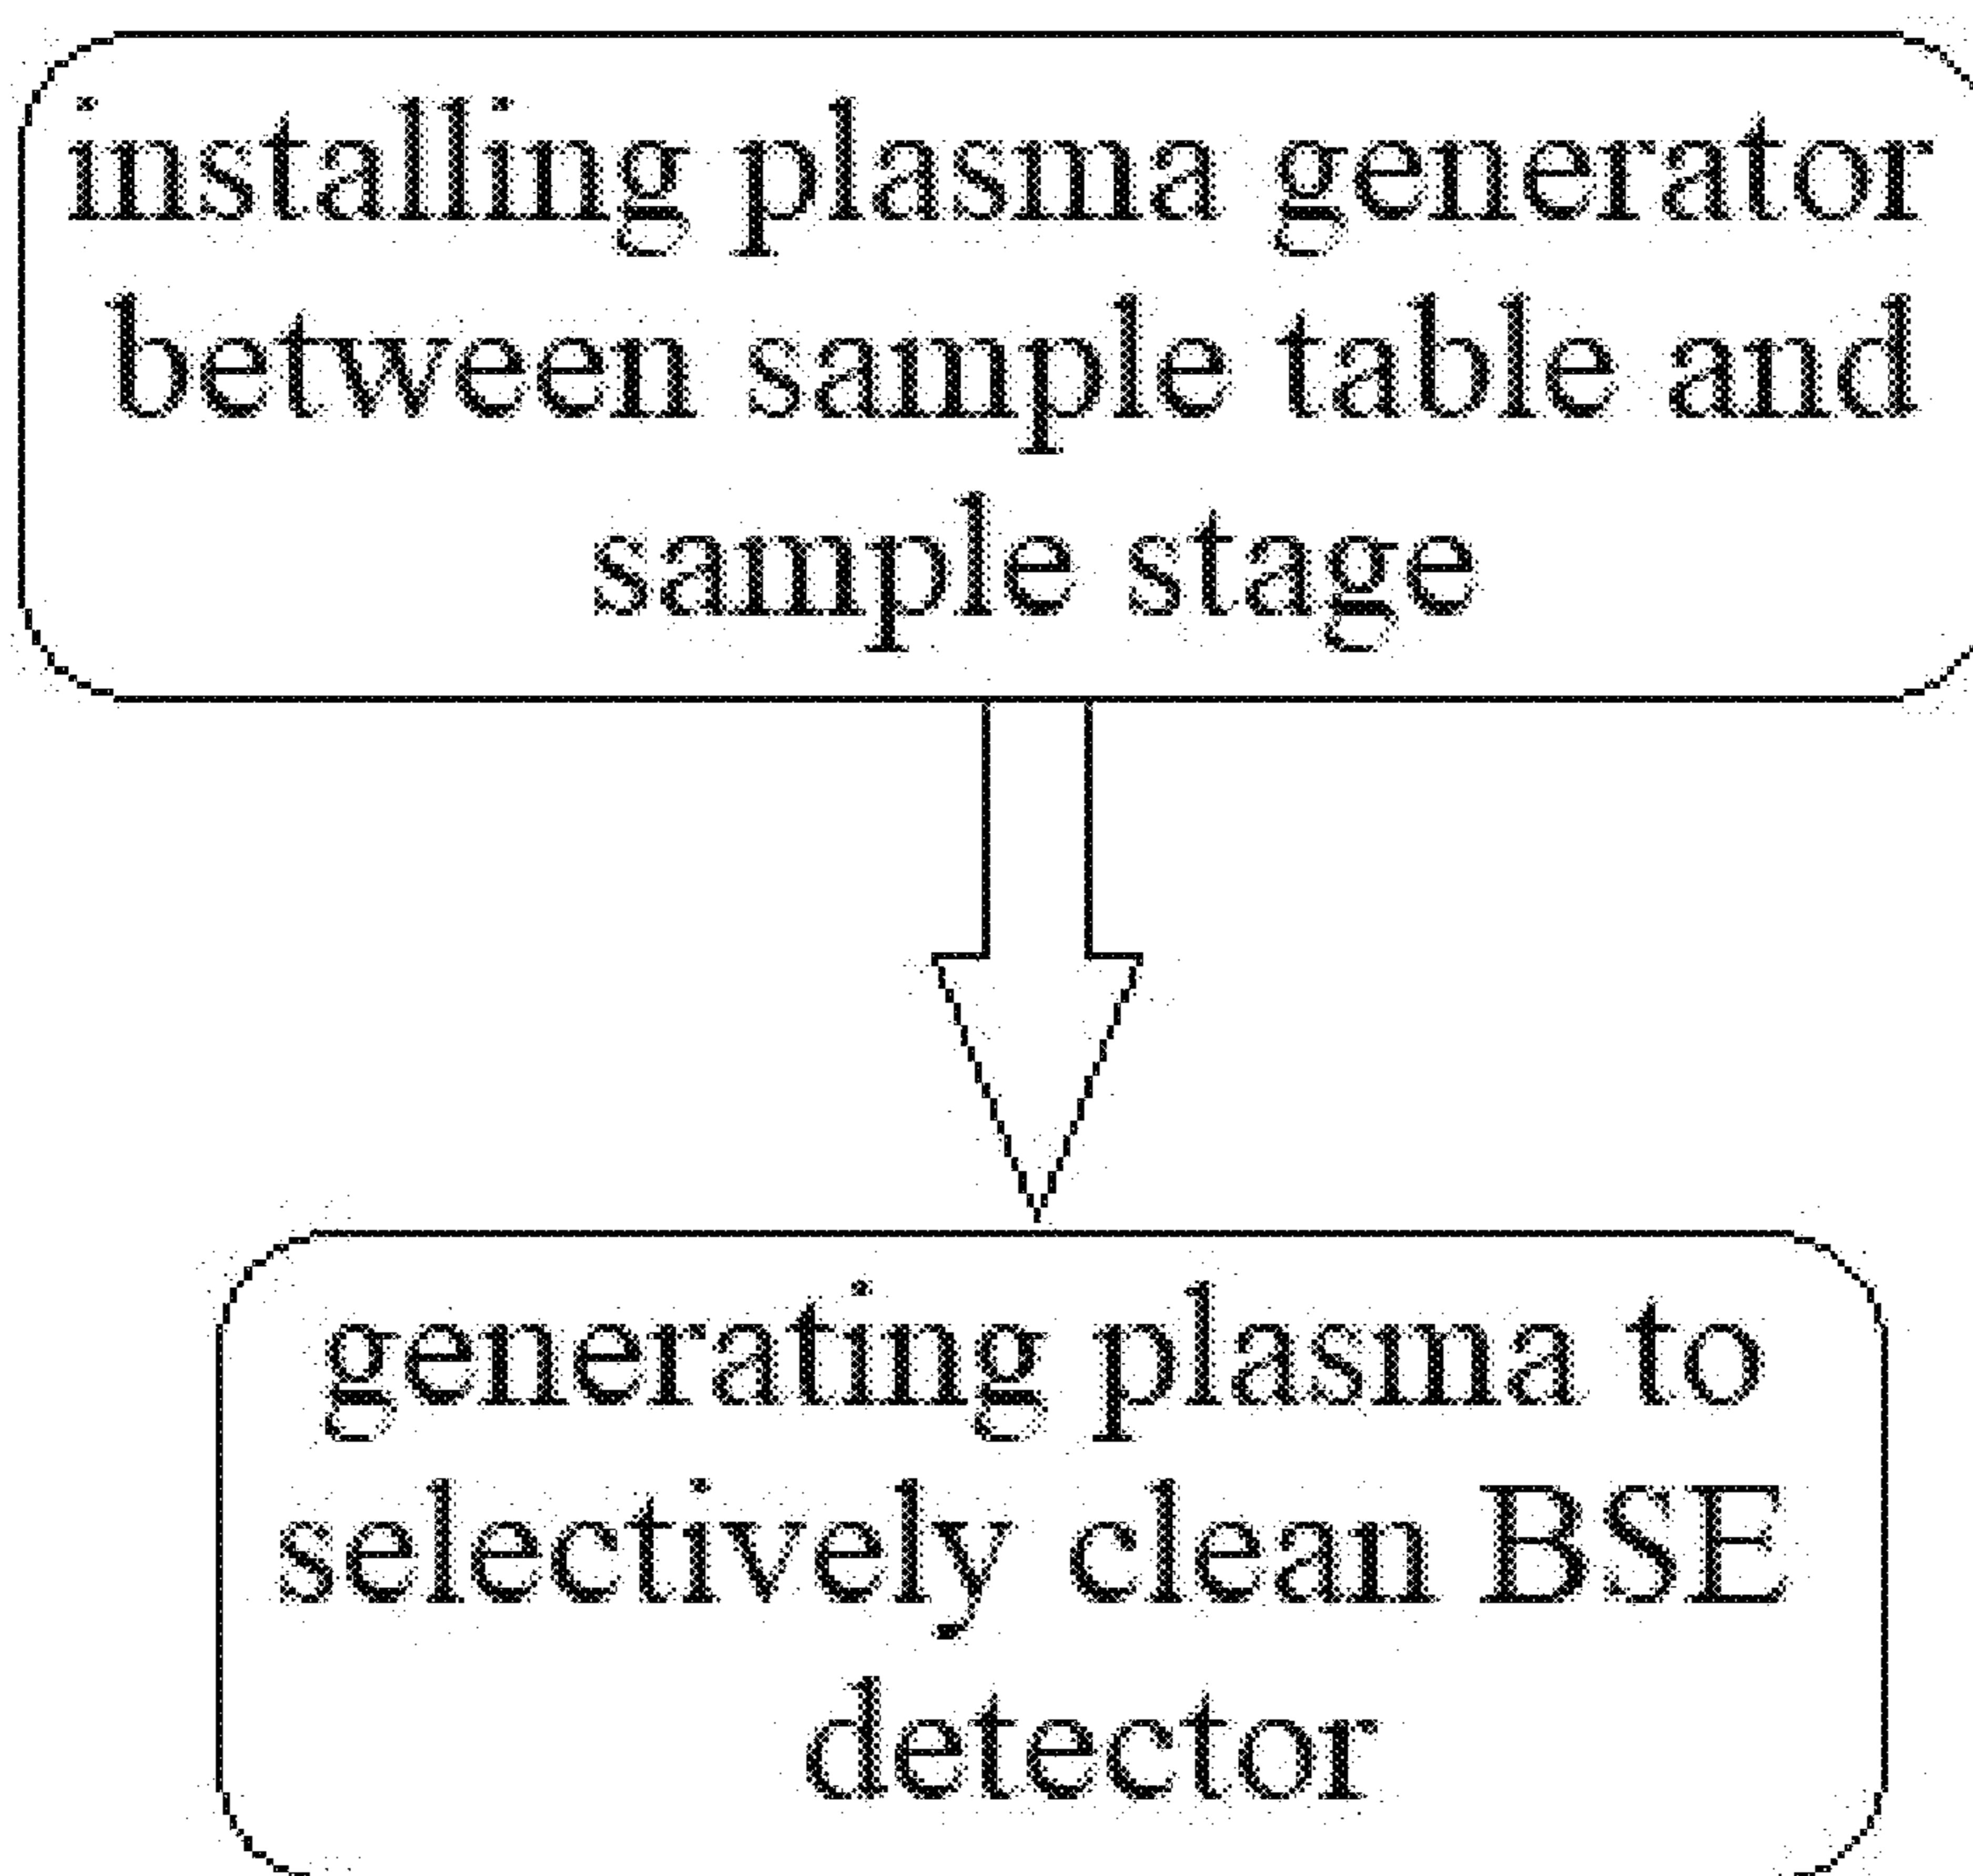 installing plasma generator
between sample table and
sample stage
generating plasma to
selectively clean BSE
detector